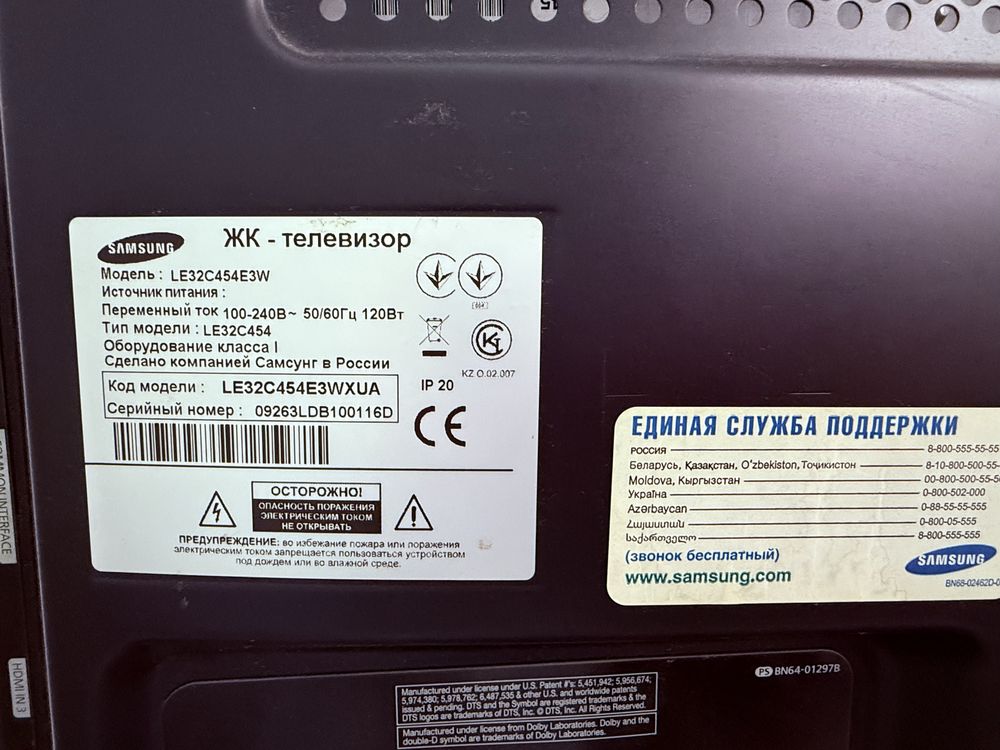 SAMSUNG
ЖК - телевизор
Модель : LE32C454E3W
Источник питания :
Переменный ток 100-240В~ 50/60Гц 120Вт
Тип модели : LE32C454
Оборудование класса I
Сделано компанией Самсунг в России
Код модели : LE32C454E3WXUA
Серийный номер : 09263LDB100116D
KZ O.02.007
IP 20
CE
ОСТОРОЖНО!
ОПАСНОСТЬ ПОРАЖЕНИЯ
ЭЛЕКТРИЧЕСКИМ ТОКОМ
НЕ ОТКРЫВАТЬ
ПРЕДУПРЕЖДЕНИЕ: во избежание пожара или поражения
электрическим током запрещается пользоваться устройством
под дождем или во влажной среде.
ЕДИНАЯ СЛУЖБА ПОДДЕРЖКИ
РОССИЯ 8-800-555-55-55
Беларусь, Қазақстан, O'zbekiston, Тоҷикистон 8-10-800-500-55-
Moldova, Кыргызстан 00-800-500-55-
Україна 0-800-502-000
Azərbaycan 0-88-55-55-555
Հայաստան 0-800-05-555
საქართველო 8-800-555-555
(звонок бесплатный)
www.samsung.com
SAMSUNG
BN68-02462D-0
COMMON INTERFACE
HDMI IN 3
PS BN64-01297B
Manufactured under license under U.S. Patent #'s: 5,451,942; 5,956,674;
5,974,380; 5,978,762; 6,487,535 & other U.S. and worldwide patents
issued & pending. DTS and the Symbol are registered trademarks &
DTS logos are trademarks of DTS, Inc. © DTS, Inc. All Rights Reserved.
Manufactured under license from Dolby Laboratories. Dolby and the
double-D symbol are trademarks of Dolby Laboratories.